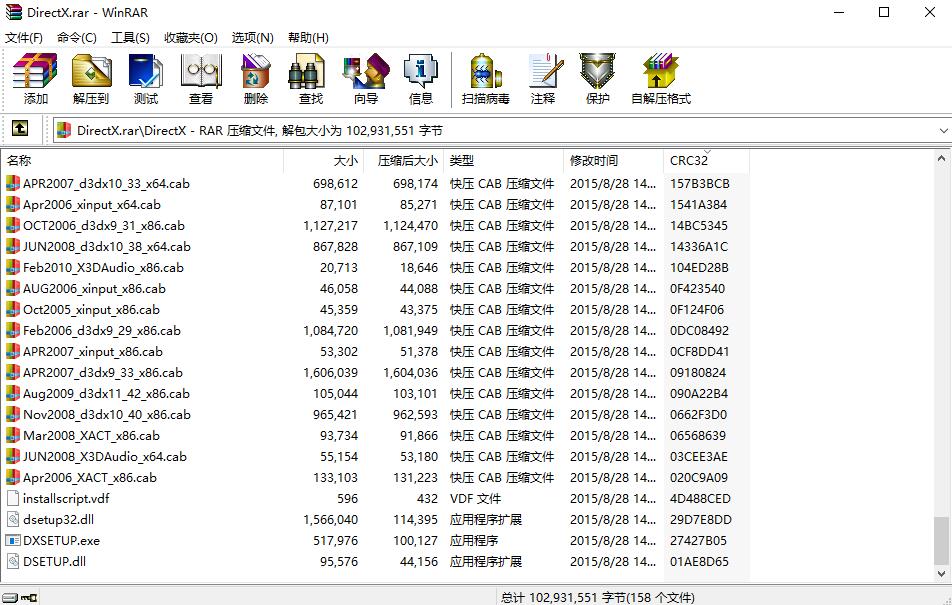 DirectX.rar - WinRAR
文件(F) 命令(C) 工具(S) 收藏夹(O) 选项(N) 帮助(H)
添加 解压到 测试 查看 删除 查找 向导 信息 扫描病毒 注释 保护 自解压格式
DirectX.rar\DirectX - RAR 压缩文件, 解包大小为 102,931,551 字节
名称 大小 压缩后大小 类型 修改时间 CRC32
APR2007_d3dx10_33_x64.cab 698,612 698,174 快压 CAB 压缩文件 2015/8/28 14... 157B3BCB
Apr2006_xinput_x64.cab 87,101 85,271 快压 CAB 压缩文件 2015/8/28 14... 1541A384
OCT2006_d3dx9_31_x86.cab 1,127,217 1,124,470 快压 CAB 压缩文件 2015/8/28 14... 14BC5345
JUN2008_d3dx10_38_x64.cab 867,828 867,109 快压 CAB 压缩文件 2015/8/28 14... 14336A1C
Feb2010_X3DAudio_x86.cab 20,713 18,646 快压 CAB 压缩文件 2015/8/28 14... 104ED28B
AUG2006_xinput_x86.cab 46,058 44,088 快压 CAB 压缩文件 2015/8/28 14... 0F423540
Oct2005_xinput_x86.cab 45,359 43,375 快压 CAB 压缩文件 2015/8/28 14... 0F124F06
Feb2006_d3dx9_29_x86.cab 1,084,720 1,081,949 快压 CAB 压缩文件 2015/8/28 14... 0DC08492
APR2007_xinput_x86.cab 53,302 51,378 快压 CAB 压缩文件 2015/8/28 14... 0CF8DD41
APR2007_d3dx9_33_x86.cab 1,606,039 1,604,036 快压 CAB 压缩文件 2015/8/28 14... 09180824
Aug2009_d3dx11_42_x86.cab 105,044 103,101 快压 CAB 压缩文件 2015/8/28 14... 090A22B4
Nov2008_d3dx10_40_x86.cab 965,421 962,593 快压 CAB 压缩文件 2015/8/28 14... 0662F3D0
Mar2008_XACT_x86.cab 93,734 91,866 快压 CAB 压缩文件 2015/8/28 14... 06568639
JUN2008_X3DAudio_x64.cab 55,154 53,180 快压 CAB 压缩文件 2015/8/28 14... 03CEE3AE
Apr2006_XACT_x86.cab 133,103 131,223 快压 CAB 压缩文件 2015/8/28 14... 020C9A09
installscript.vdf 596 432 VDF 文件 2015/8/28 14... 4D488CED
dsetup32.dll 1,566,040 114,395 应用程序扩展 2015/8/28 14... 29D7E8DD
DXSETUP.exe 517,976 100,127 应用程序 2015/8/28 14... 27427B05
DSETUP.dll 95,576 44,156 应用程序扩展 2015/8/28 14... 01AE8D65
总计 102,931,551 字节(158 个文件)